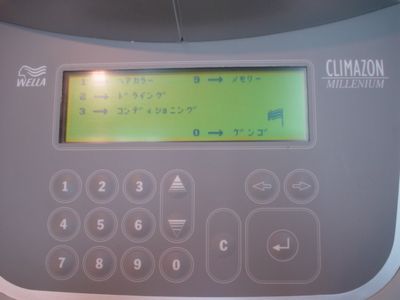 WELLA
CLIMAZON
MILLENIUM
1 → ヘアカラー 9 → メモリー
2 → ドライング
3 → コンディショニング
0 → ゲンゴ
1 2 3
4 5 6
7 8 9 0
C